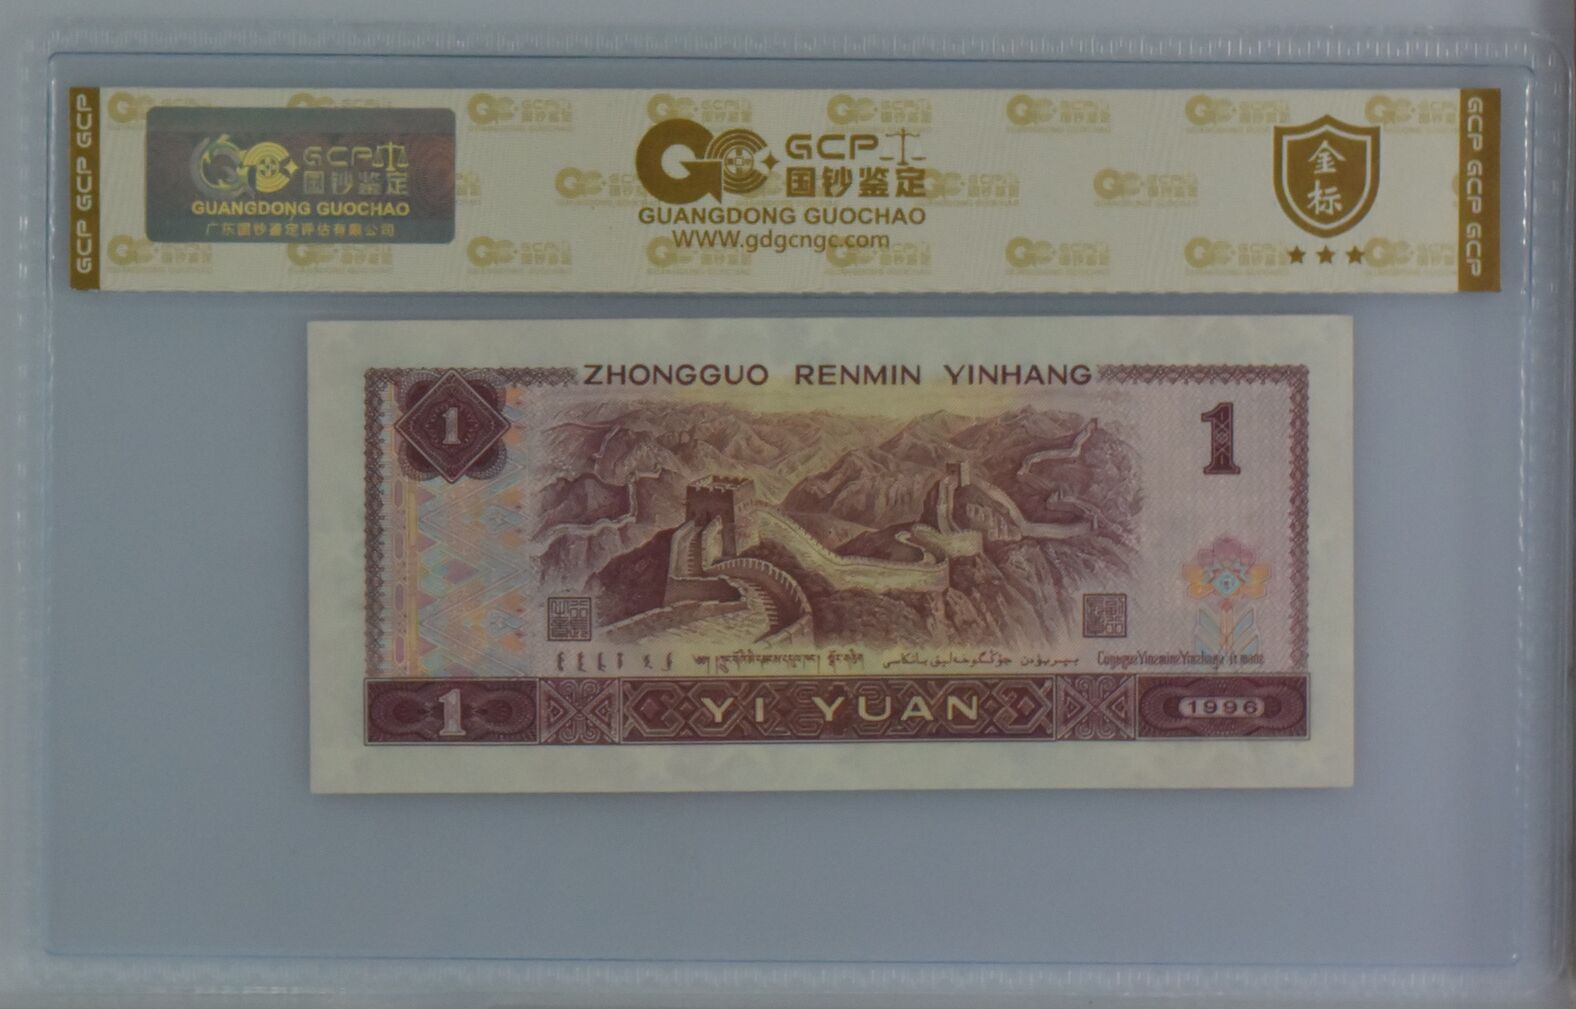 GCP GCP GCP
GCP
国钞鉴定
GUANGDONG GUOCHAO
广东国钞鉴定评估有限公司
GCP
国钞鉴定
GUANGDONG GUOCHAO
WWW.gdgcngc.com
金标
GCP GCP GCP
ZHONGGUO RENMIN YINHANG
1
1
1
YI YUAN
1996